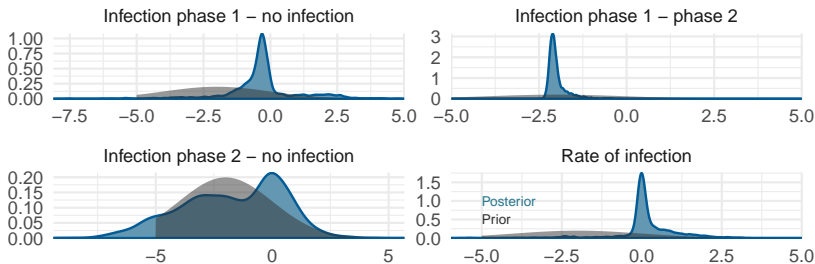 Infection phase 1 − no infection
Infection phase 1 − phase 2
1.00
0.75
0.50
0.25
0.00
−7.5 −5.0 −2.5 0.0 2.5 5.0
3
2
1
0
−5.0 −2.5 0.0 2.5 5.0
Infection phase 2 − no infection
Rate of infection
0.20
0.15
0.10
0.05
0.00
−5 0 5
1.5
1.0
0.5
0.0
Posterior
Prior
−5.0 −2.5 0.0 2.5 5.0